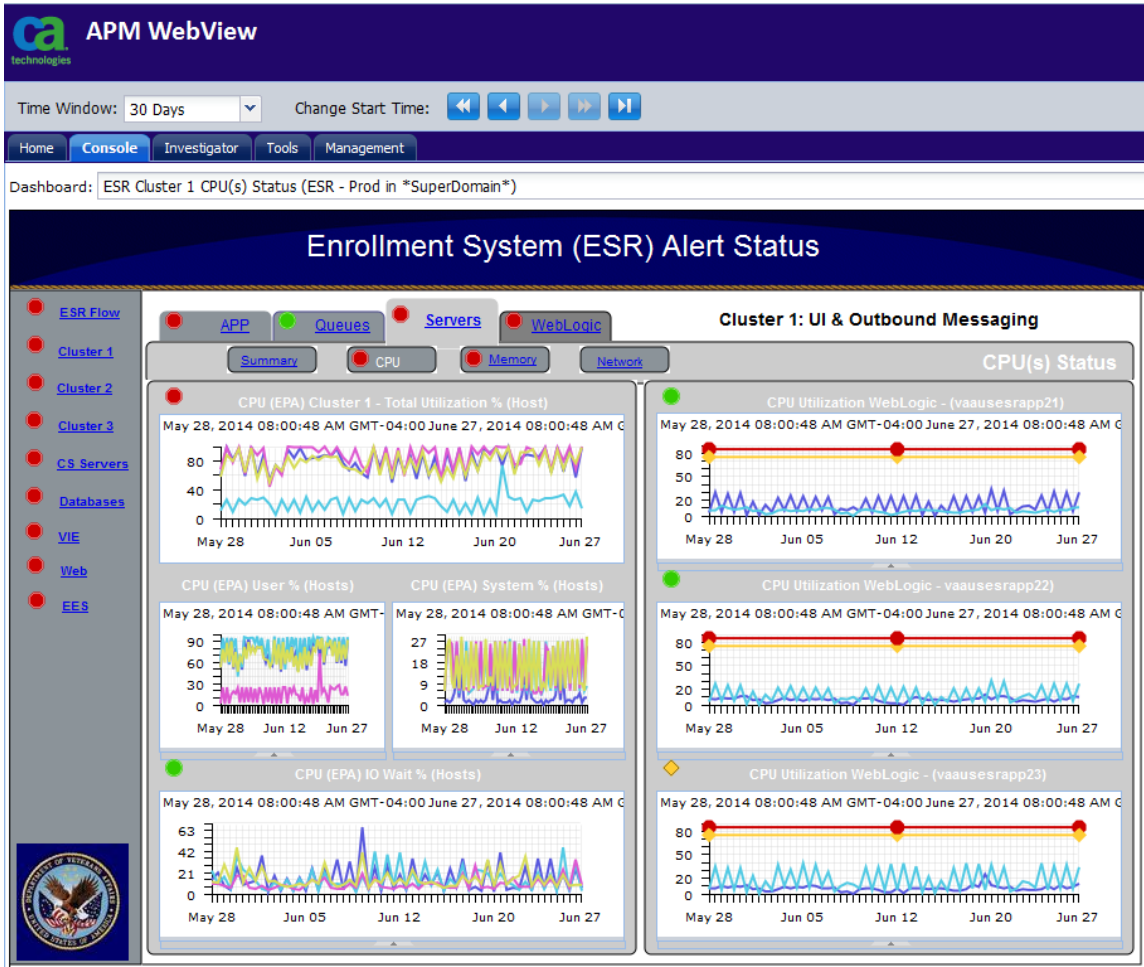 ca
technologies
APM WebView
Time Window: 30 Days Change Start Time:
Home Console Investigator Tools Management
Dashboard: ESR Cluster 1 CPU(s) Status (ESR - Prod in *SuperDomain*)
Enrollment System (ESR) Alert Status
ESR Flow
Cluster 1
Cluster 2
Cluster 3
CS Servers
Databases
VIE
Web
EES
APP Queues Servers WebLogic
Cluster 1: UI & Outbound Messaging
Summary CPU Memory Network
CPU(s) Status
CPU (EPA) Cluster 1 - Total Utilization % (Host)
May 28, 2014 08:00:48 AM GMT-04:00 June 27, 2014 08:00:48 AM G
80
40
0
May 28 Jun 05 Jun 12 Jun 20 Jun 27
CPU (EPA) User % (Hosts)
May 28, 2014 08:00:48 AM GMT-
90
60
30
0
May 28 Jun 12 Jun 27
CPU (EPA) System % (Hosts)
May 28, 2014 08:00:48 AM GMT-0
27
18
9
0
May 28 Jun 12 Jun 27
CPU (EPA) IO Wait % (Hosts)
May 28, 2014 08:00:48 AM GMT-04:00 June 27, 2014 08:00:48 AM G
63
42
21
0
May 28 Jun 05 Jun 12 Jun 20 Jun 27
CPU Utilization WebLogic - (vaausesrapp21)
May 28, 2014 08:00:48 AM GMT-04:00 June 27, 2014 08:00:48 AM G
80
50
20
0
May 28 Jun 05 Jun 12 Jun 20 Jun 27
CPU Utilization WebLogic - vaausesrapp22)
May 28, 2014 08:00:48 AM GMT-04:00 June 27, 2014 08:00:48 AM G
80
50
20
0
May 28 Jun 05 Jun 12 Jun 20 Jun 27
CPU Utilization WebLogic - (vaausesrapp23)
May 28, 2014 08:00:48 AM GMT-04:00 June 27, 2014 08:00:48 AM G
80
50
20
0
May 28 Jun 05 Jun 12 Jun 20 Jun 27
DEPARTMENT OF VETERANS AFFAIRS
UNITED STATES OF AMERICA